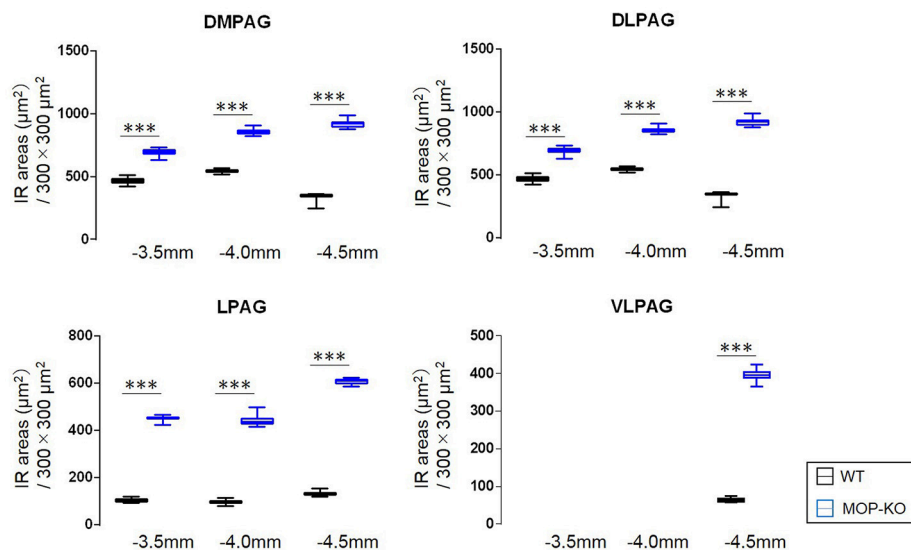 DMPAG
IR areas (μm²)
/ 300 × 300 μm²
1500
1000
500
0
***
***
***
-3.5mm
-4.0mm
-4.5mm
DLPAG
IR areas (μm²)
/ 300 × 300 μm²
1500
1000
500
0
***
***
***
-3.5mm
-4.0mm
-4.5mm
LPAG
IR areas (μm²)
/ 300 × 300 μm²
800
600
400
200
0
***
***
***
-3.5mm
-4.0mm
-4.5mm
VLPAG
IR areas (μm²)
/ 300 × 300 μm²
500
400
300
200
100
0
***
-3.5mm
-4.0mm
-4.5mm
WT
MOP-KO